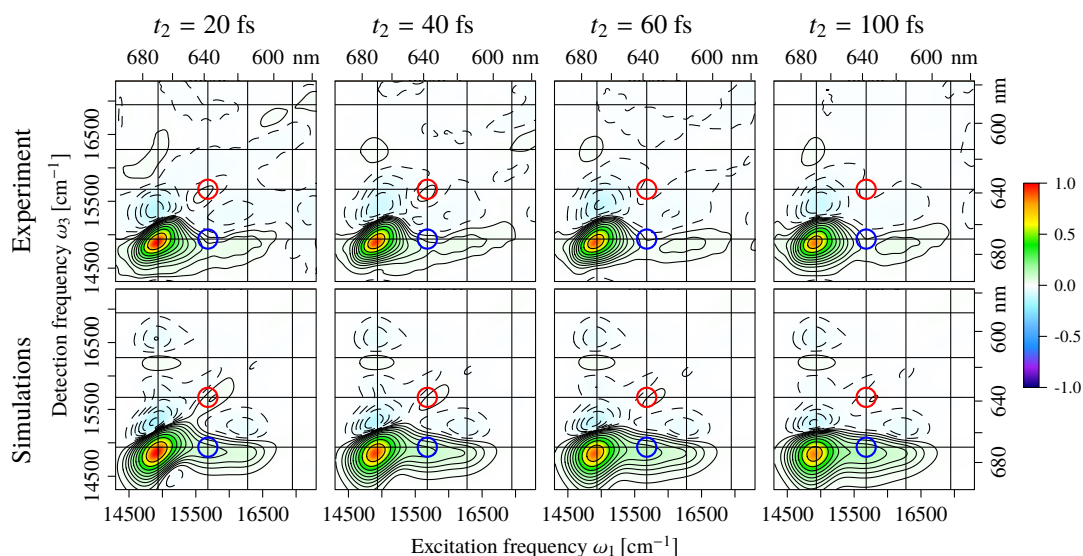 t₂ = 20 fs t₂ = 40 fs t₂ = 60 fs t₂ = 100 fs
680 640 600 nm 680 640 600 nm 680 640 600 nm 680 640 600 nm
Experiment
Simulations
Detection frequency ω₃ [cm⁻¹]
16500
15500
14500
16500
15500
14500
nm
600
640
680
nm
600
640
680
1.0
0.5
0.0
-0.5
-1.0
14500 15500 16500 14500 15500 16500 14500 15500 16500 14500 15500 16500
Excitation frequency ω₁ [cm⁻¹]